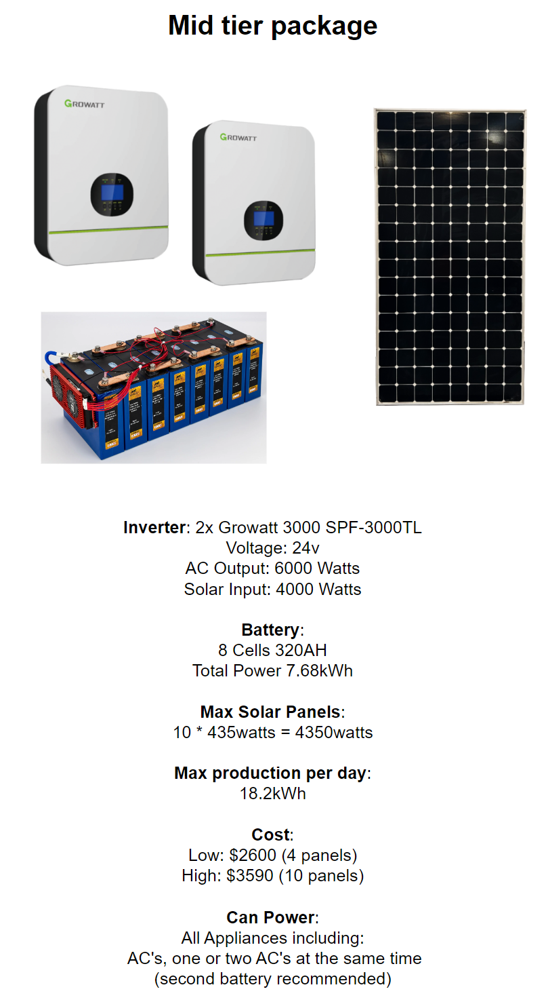 Mid tier package
GROWATT
GROWATT
Inverter: 2x Growatt 3000 SPF-3000TL
Voltage: 24v
AC Output: 6000 Watts
Solar Input: 4000 Watts
Battery:
8 Cells 320AH
Total Power 7.68kWh
Max Solar Panels:
10 * 435watts = 4350watts
Max production per day:
18.2kWh
Cost:
Low: $2600 (4 panels)
High: $3590 (10 panels)
Can Power:
All Appliances including:
AC's, one or two AC's at the same time
(second battery recommended)